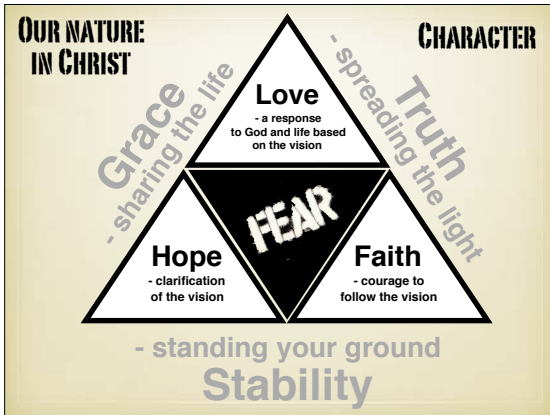 OUR NATURE
IN CHRIST
CHARACTER
Grace
- sharing the life
Truth
- spreading the light
Love
- a response
to God and life based
on the vision
FEAR
Hope
- clarification
of the vision
Faith
- courage to
follow the vision
- standing your ground
Stability